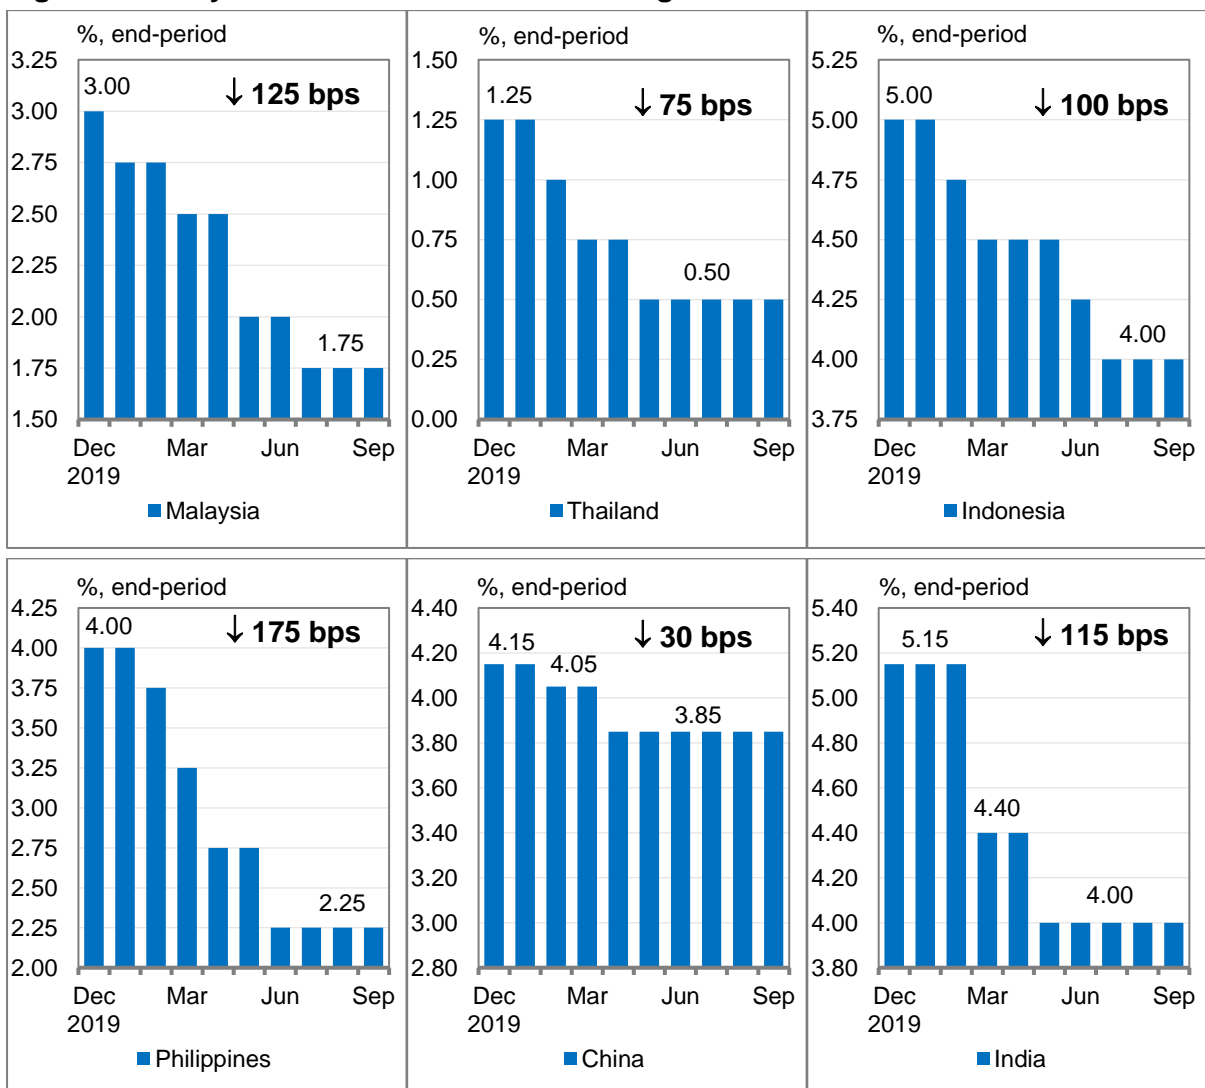 %, end-period
3.25
3.00
2.75
2.50
2.25
2.00
1.75
1.50
3.00
↓ 125 bps
1.75
Dec Mar Jun Sep
2019
Malaysia
%, end-period
1.50
1.25
1.00
0.75
0.50
0.25
0.00
1.25
↓ 75 bps
0.50
Dec Mar Jun Sep
2019
Thailand
%, end-period
5.25
5.00
4.75
4.50
4.25
4.00
3.75
5.00
↓ 100 bps
4.00
Dec Mar Jun Sep
2019
Indonesia
%, end-period
4.25
4.00
3.75
3.50
3.25
3.00
2.75
2.50
2.25
2.00
4.00
↓ 175 bps
2.25
Dec Mar Jun Sep
2019
Philippines
%, end-period
4.40
4.20
4.00
3.80
3.60
3.40
3.20
3.00
2.80
4.15
4.05
↓ 30 bps
3.85
Dec Mar Jun Sep
2019
China
%, end-period
5.40
5.20
5.00
4.80
4.60
4.40
4.20
4.00
3.80
5.15
↓ 115 bps
4.40
4.00
Dec Mar Jun Sep
2019
India